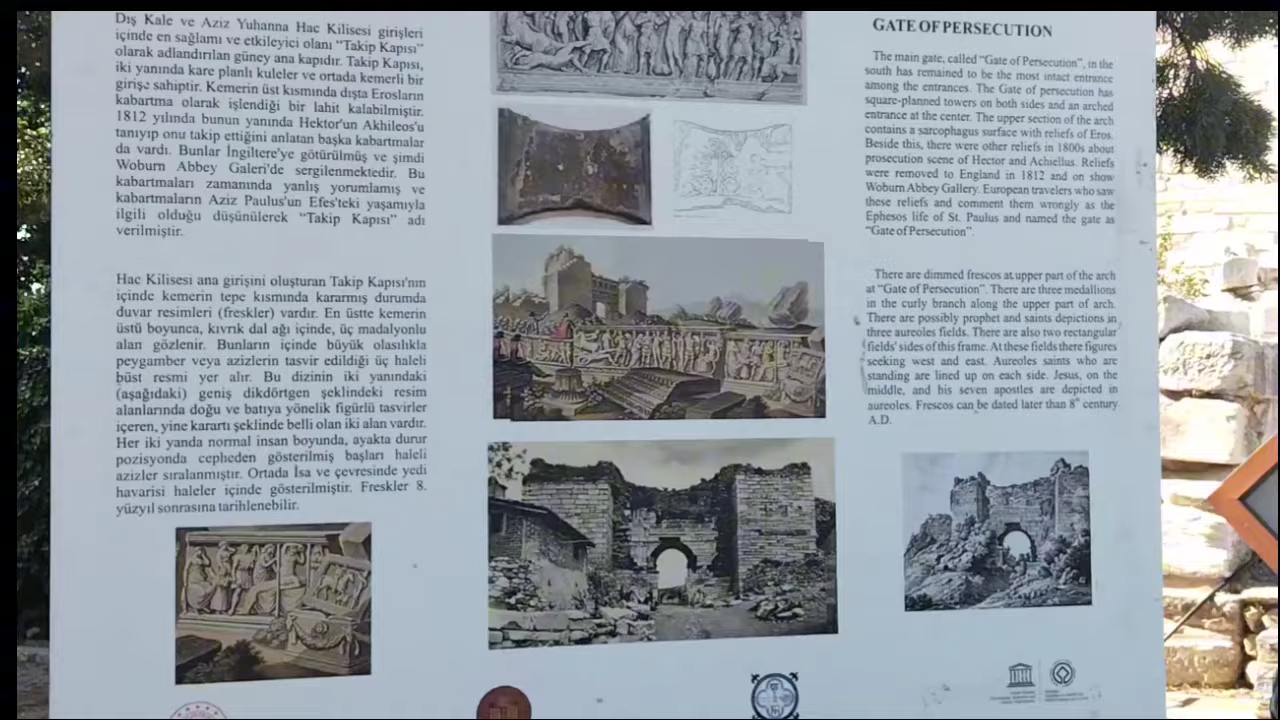 Dış Kale ve Aziz Yuhanna Hac Kilisesi girişleri
içinde en sağlamı ve etkileyici olanı “Takip Kapısı”
olarak adlandırılan güney ana kapıdır. Takip Kapısı,
iki yanında kare planlı kuleler ve ortada kemerli bir
girişe sahiptir. Kemerin üst kısmında dışta Erosların
kabartma olarak işlendiği bir lahit kalabilmiştir.
1812 yılında bunun yanında Hektor'un Akhileos'u
tanıyıp onu takip ettiğini anlatan başka kabartmalar
da vardı. Bunlar İngiltere'ye götürülmüş ve şimdi
Woburn Abbey Galeri'de sergilenmektedir. Bu
kabartmaları zamanında yanlış yorumlamış ve
kabartmaların Aziz Paulus'un Efes'teki yaşamıyla
ilgili olduğu düşünülerek “Takip Kapısı” adı
verilmiştir.
Hac Kilisesi ana girişini oluşturan Takip Kapısı'nın
içinde kemerin tepe kısmında kararmış durumda
duvar resimleri (freskler) vardır. En üstte kemerin
üstü boyunca, kıvrık dal ağı içinde, üç madalyonlu
alan gözlenir. Bunların içinde büyük olasılıkla
peygamber veya azizlerin tasvir edildiği üç haleli
büst resmi yer alır. Bu dizinin iki yanındaki
(aşağıdaki) geniş dikdörtgen şeklindeki resim
alanlarında doğu ve batıya yönelik figürlü tasvirler
içeren, yine karartı şeklinde belli olan iki alan vardır.
Her iki yanda normal insan boyunda, ayakta durur
pozisyonda cepheden gösterilmiş başları haleli
azizler sıralanmıştır. Ortada İsa ve çevresinde yedi
havarisi haleler içinde gösterilmiştir. Freskler 8.
yüzyıl sonrasına tarihlenebilir.
GATE OF PERSECUTION
The main gate, called “Gate of Persecution”, in the
south has remained to be the most intact entrance
among the entrances. The Gate of persecution has
square-planned towers on both sides and an arched
entrance at the center. The upper section of the arch
contains a sarcophagus surface with reliefs of Eros.
Beside this, there were other reliefs in 1800s about
prosecution scene of Hector and Achiellus. Reliefs
were removed to England in 1812 and on show
Woburn Abbey Gallery. European travelers who saw
these reliefs and comment them wrongly as the
Ephesos life of St. Paulus and named the gate as
“Gate of Persecution”.
There are dimmed frescos at upper part of the arch
at “Gate of Persecution”. There are three medallions
in the curly branch along the upper part of arch.
There are possibly prophet and saints depictions in
three aureoles fields. There are also two rectangular
fields' sides of this frame. At these fields there figures
seeking west and east. Aureoles saints who are
standing are lined up on each side. Jesus, on the
middle, and his seven apostles are depicted in
aureoles. Frescos can be dated later than 8th century
A.D.